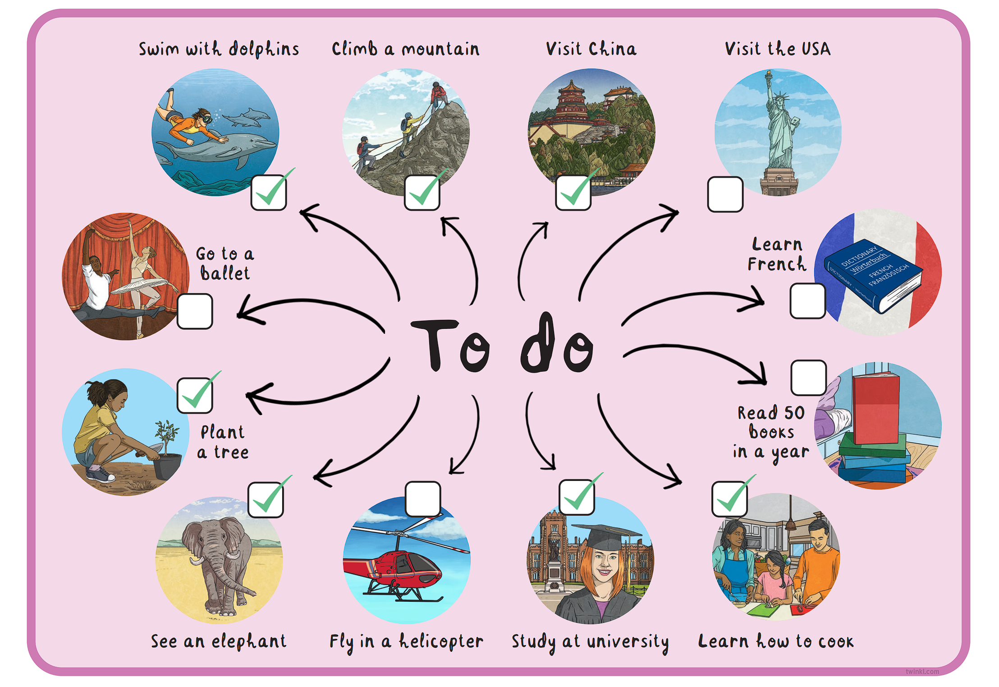 Swim with dolphins
Climb a mountain
Visit China
Visit the USA
Go to a
ballet
Learn
French
DICTIONARY
Wörterbuch
FRENCH
FRANZÖSISCH
DICTIONARY - Wörterbuch
To do
Plant
a tree
Read 50
books
in a year
See an elephant
Fly in a helicopter
Study at university
Learn how to cook
twinkl.com